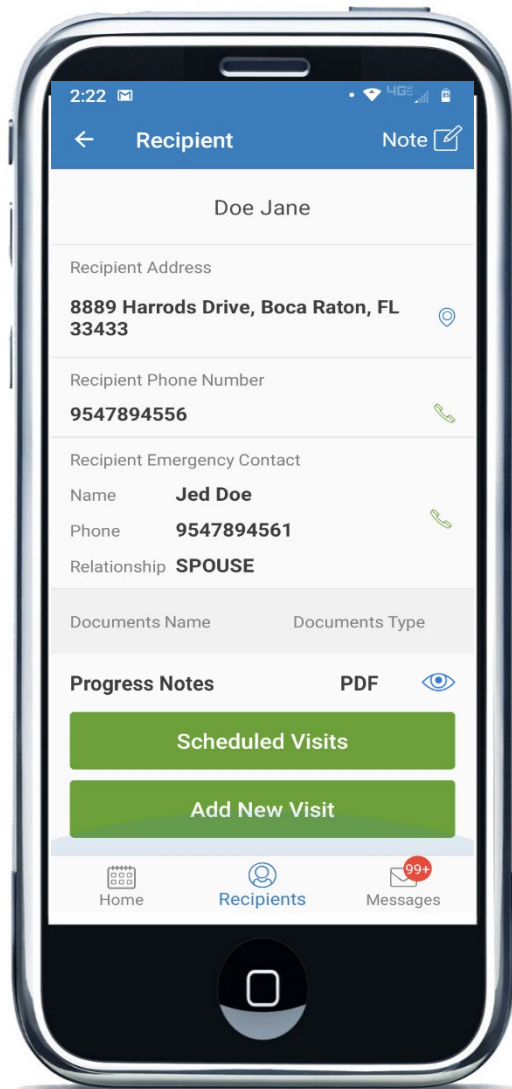 2:22 4GE
Recipient Note
Doe Jane
Recipient Address
8889 Harrods Drive, Boca Raton, FL
33433
Recipient Phone Number
9547894556
Recipient Emergency Contact
Name Jed Doe
Phone 9547894561
Relationship SPOUSE
Documents Name Documents Type
Progress Notes PDF
Scheduled Visits
Add New Visit
99+
Home Recipients Messages